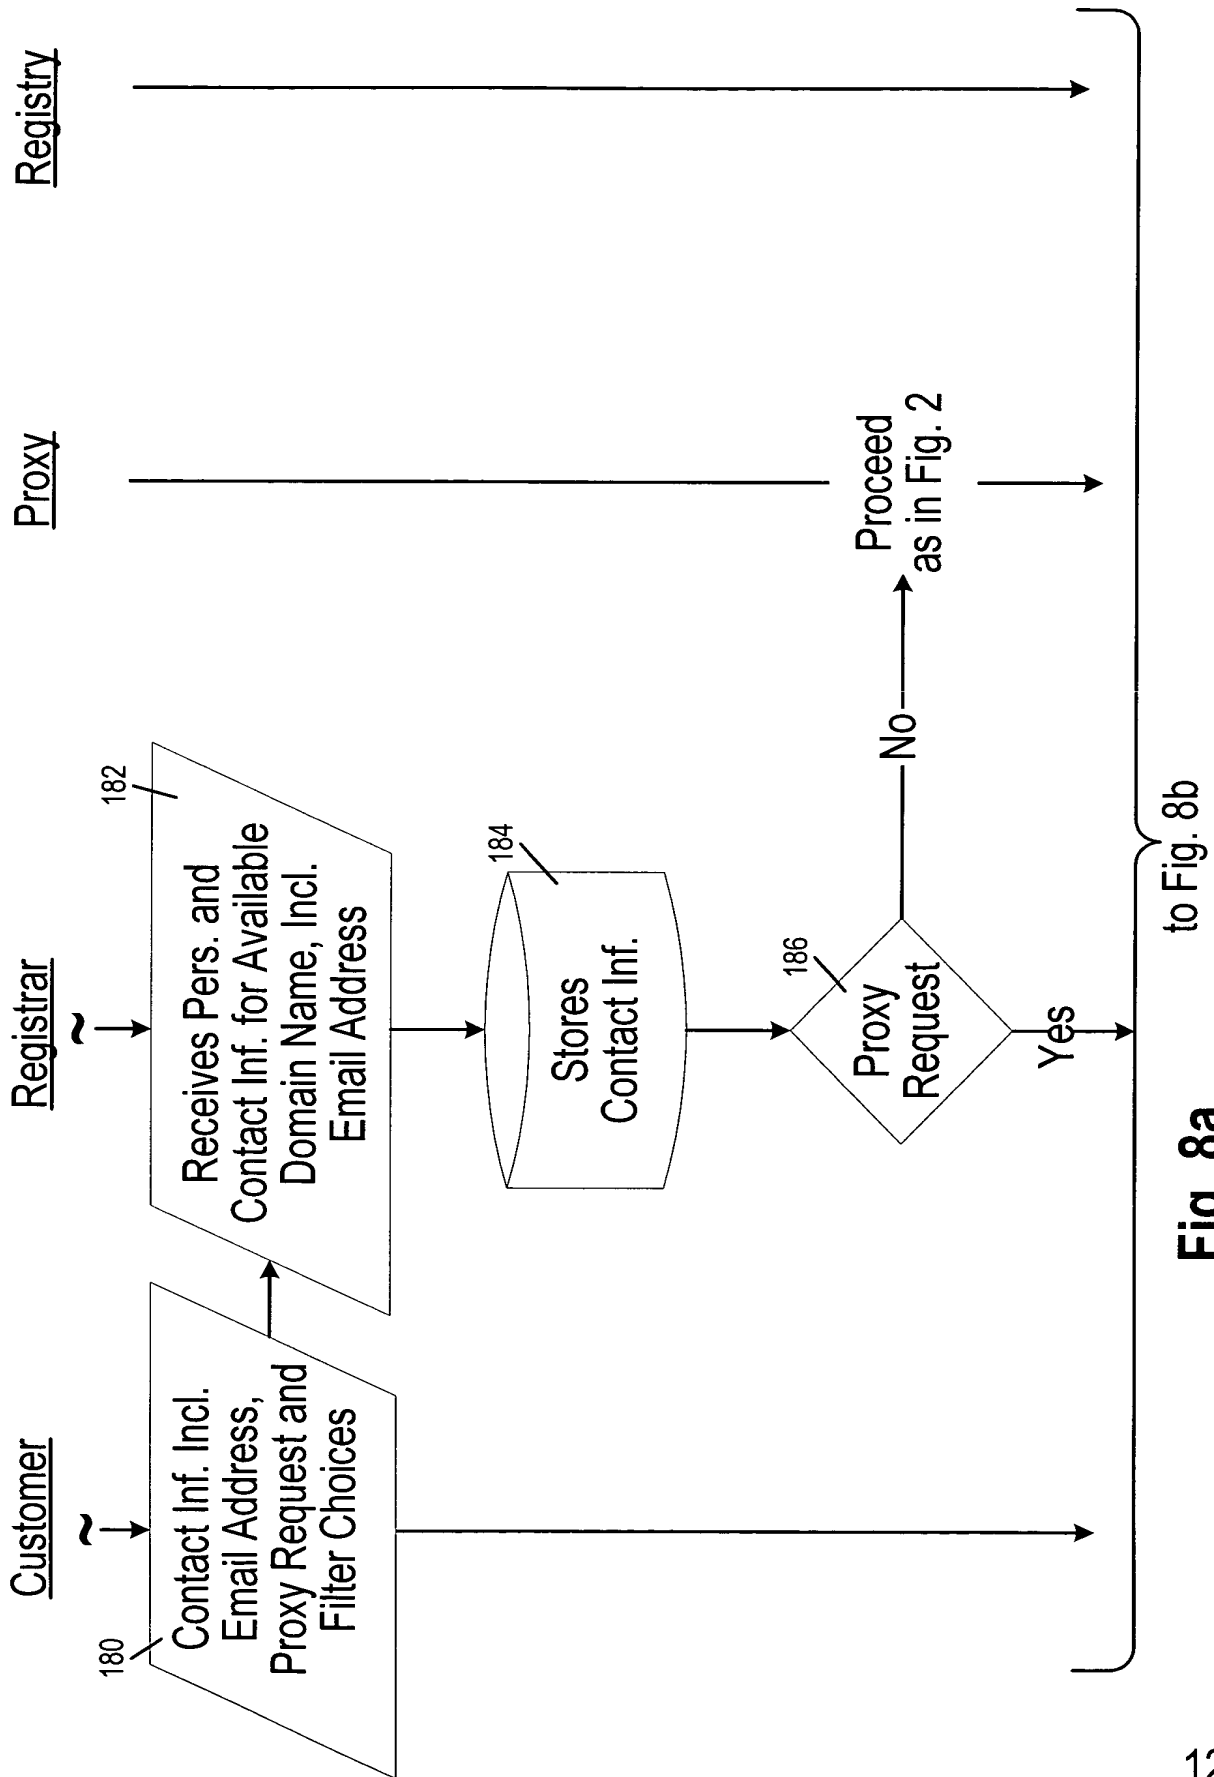 Customer
Registrar
Proxy
Registry
~
~
180
Contact Inf. Incl.
Email Address,
Proxy Request and
Filter Choices
182
Receives Pers. and
Contact Inf. for Available
Domain Name, Incl.
Email Address
184
Stores
Contact Inf.
186
Proxy
Request
No
Proceed
as in Fig. 2
Yes
to Fig. 8b
Fig. 8a